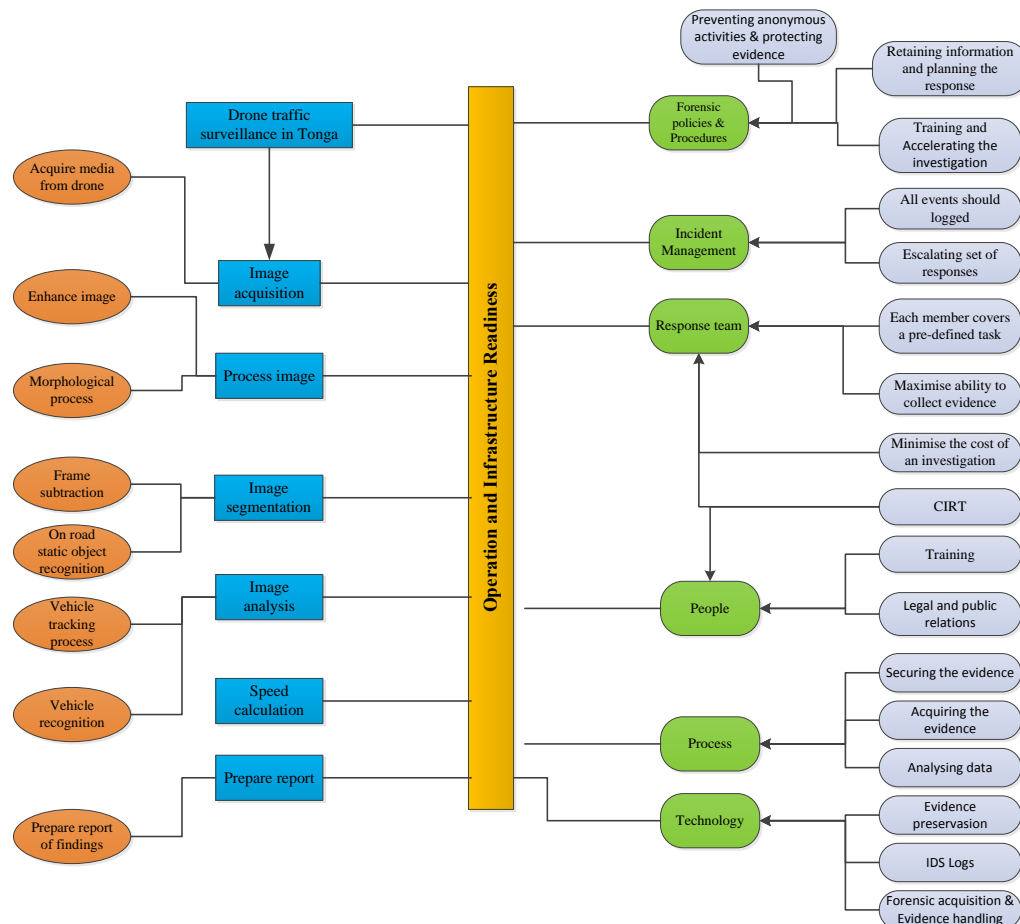 Preventing anonymous
activities & protecting
evidence
Retaining information
and planning the
response
Drone traffic
surveillance in Tonga
Forensic
policies &
Procedures
Training and
Accelerating the
investigation
Acquire media
from drone
All events should
logged
Incident
Management
Escalating set of
responses
Image
acquisition
Enhance image
Operation and Infrastructure Readiness
Response team
Each member covers
a pre-defined task
Process image
Morphological
process
Maximise ability to
collect evidence
Minimise the cost of
an investigation
Frame
subtraction
Image
segmentation
CIRT
On road
static object
recognition
Training
Image
analysis
People
Legal and public
relations
Vehicle
tracking
process
Securing the evidence
Speed
calculation
Vehicle
recognition
Acquiring the
evidence
Process
Analysing data
Prepare report
Technology
Evidence
preservasion
Prepare report
of findings
IDS Logs
Forensic acquisition &
Evidence handling